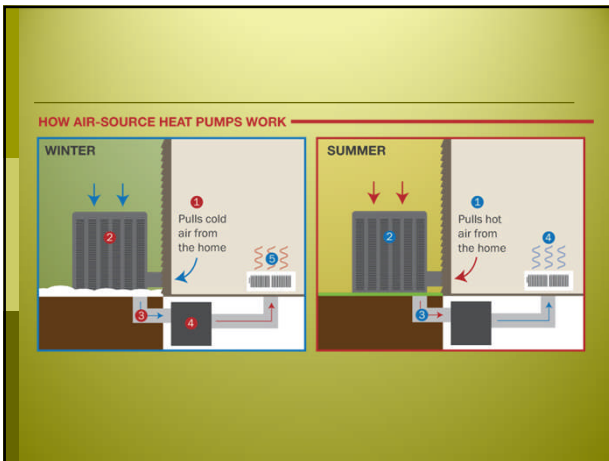 HOW AIR-SOURCE HEAT PUMPS WORK
WINTER
1
Pulls cold
air from
the home
2
3
4
5
SUMMER
1
Pulls hot
air from
the home
2
3
4